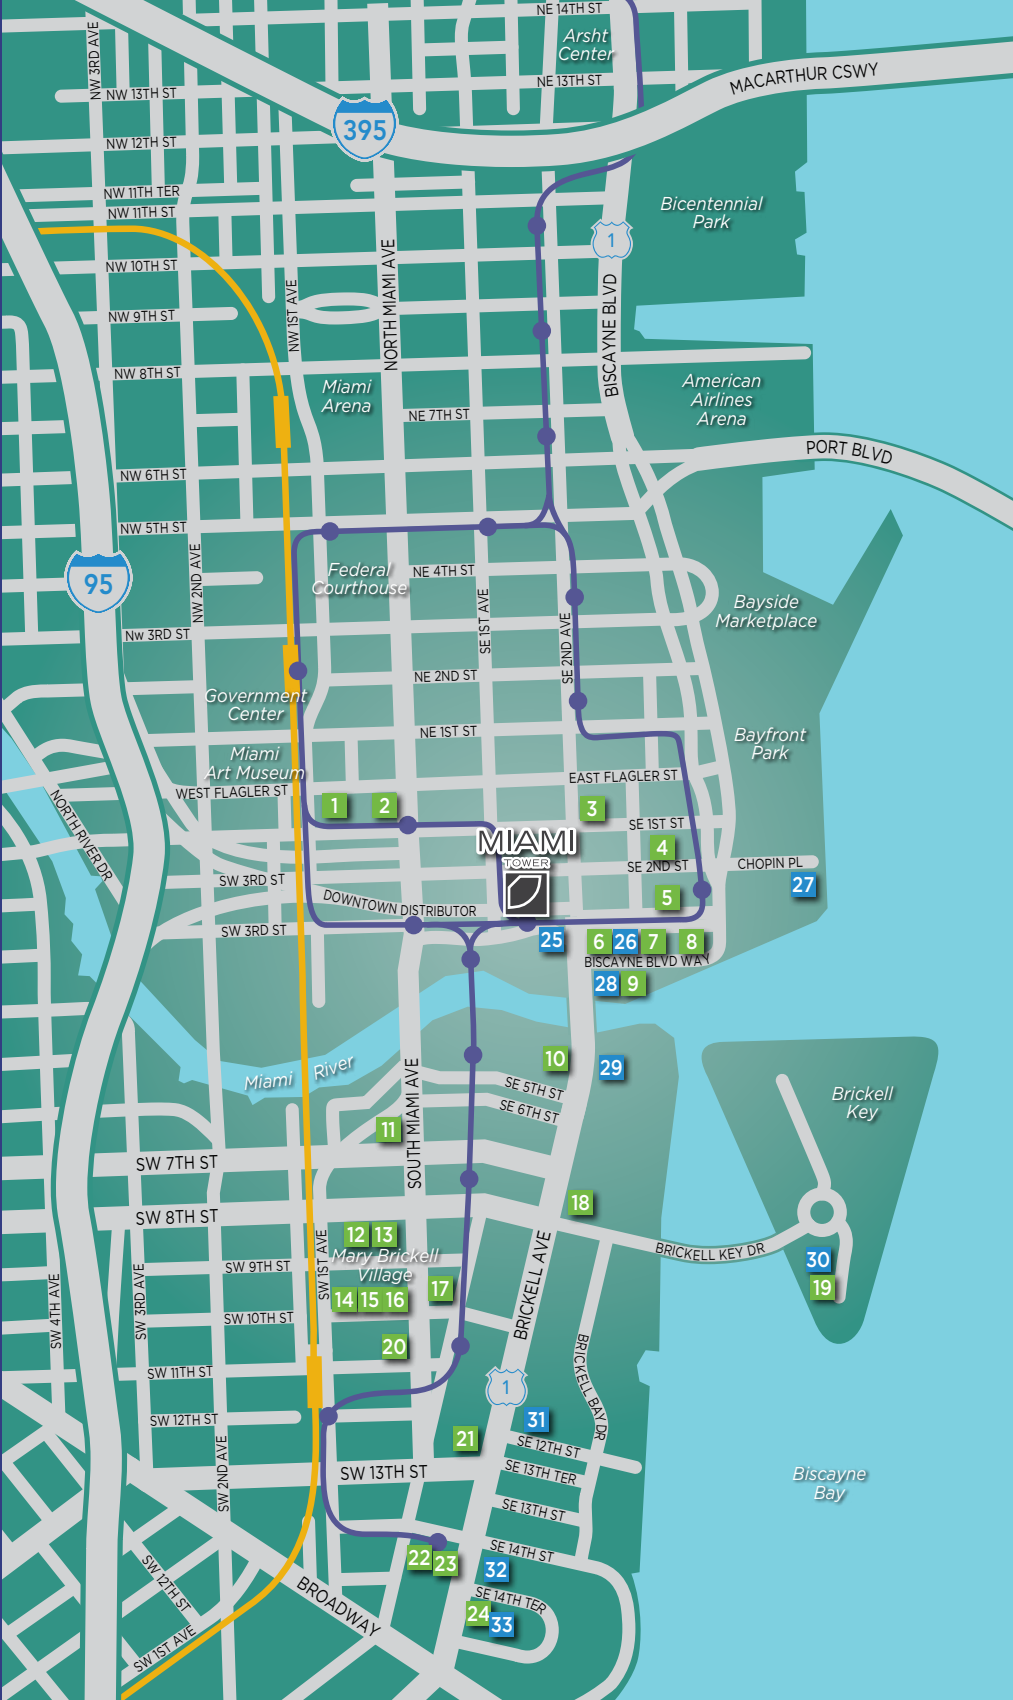 NE 14TH ST
Arsht
Center
NW 3RD AVE
NE 13TH ST
MACARTHUR CSWY
NW 13TH ST
395
NW 12TH ST
NW 11TH TER
NW 11TH ST
Bicentennial
Park
1
NW 10TH ST
NORTH MIAMI AVE
NW 1ST AVE
BISCAYNE BLVD
NW 9TH ST
NW 8TH ST
Miami
Arena
American
Airlines
Arena
NE 7TH ST
PORT BLVD
NW 6TH ST
NW 5TH ST
NW 2ND AVE
95
Federal
Courthouse
NE 4TH ST
SE 1ST AVE
SE 2ND AVE
Bayside
Marketplace
Nw 3RD ST
NE 2ND ST
Government
Center
NE 1ST ST
Bayfront
Park
Miami
Art Museum
EAST FLAGLER ST
WEST FLAGLER ST
NORTH RIVER DR
1
2
3
SE 1ST ST
MIAMI
TOWER
4
SE 2ND ST
CHOPIN PL
27
SW 3RD ST
DOWNTOWN DISTRIBUTOR
5
SW 3RD ST
25
6
26
7
8
BISCAYNE BLVD WAY
28
9
Miami River
10
29
SE 5TH ST
SE 6TH ST
Brickell
Key
SOUTH MIAMI AVE
11
SW 7TH ST
18
SW 8TH ST
12
13
BRICKELL KEY DR
Mary Brickell
Village
SW 9TH ST
SW 1ST AVE
BRICKELL AVE
30
19
17
14
15
16
SW 4TH AVE
SW 3RD AVE
SW 10TH ST
20
BRICKELL BAY DR
SW 11TH ST
1
SW 12TH ST
31
21
SE 12TH ST
SW 2ND AVE
SW 13TH ST
SE 13TH TER
Biscayne
Bay
SE 13TH ST
SE 14TH ST
22
23
32
SW 12TH ST
BROADWAY
SE 14TH TER
24
33
SW 1ST AVE